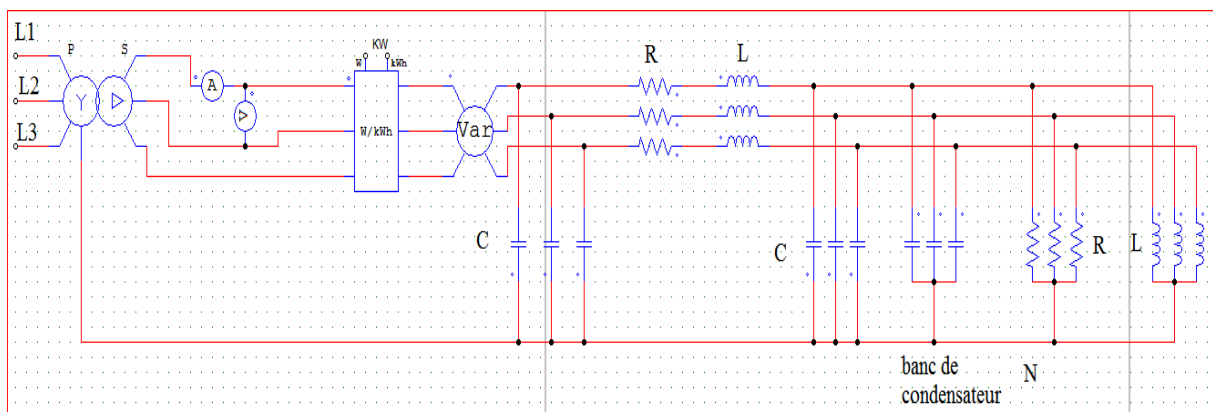 L1
P
S
L2
L3
A
V
KW
W
kWh
W/kWh
Var
R
L
C
C
R
L
banc de
condensateur
N